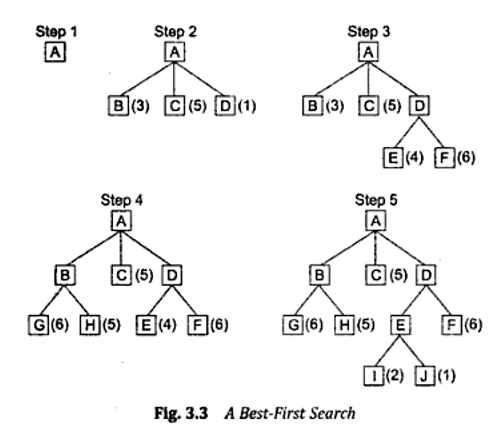 Step 1 Step 2 Step 3
A A A
B (3) C (5) D (1) B (3) C (5) D
E (4) F (6)
Step 4 Step 5
A A
B C (5) D B C (5) D
G (6) H (5) E (4) F (6) G (6) H (5) E F (6)
I (2) J (1)
Fig. 3.3 A Best-First Search